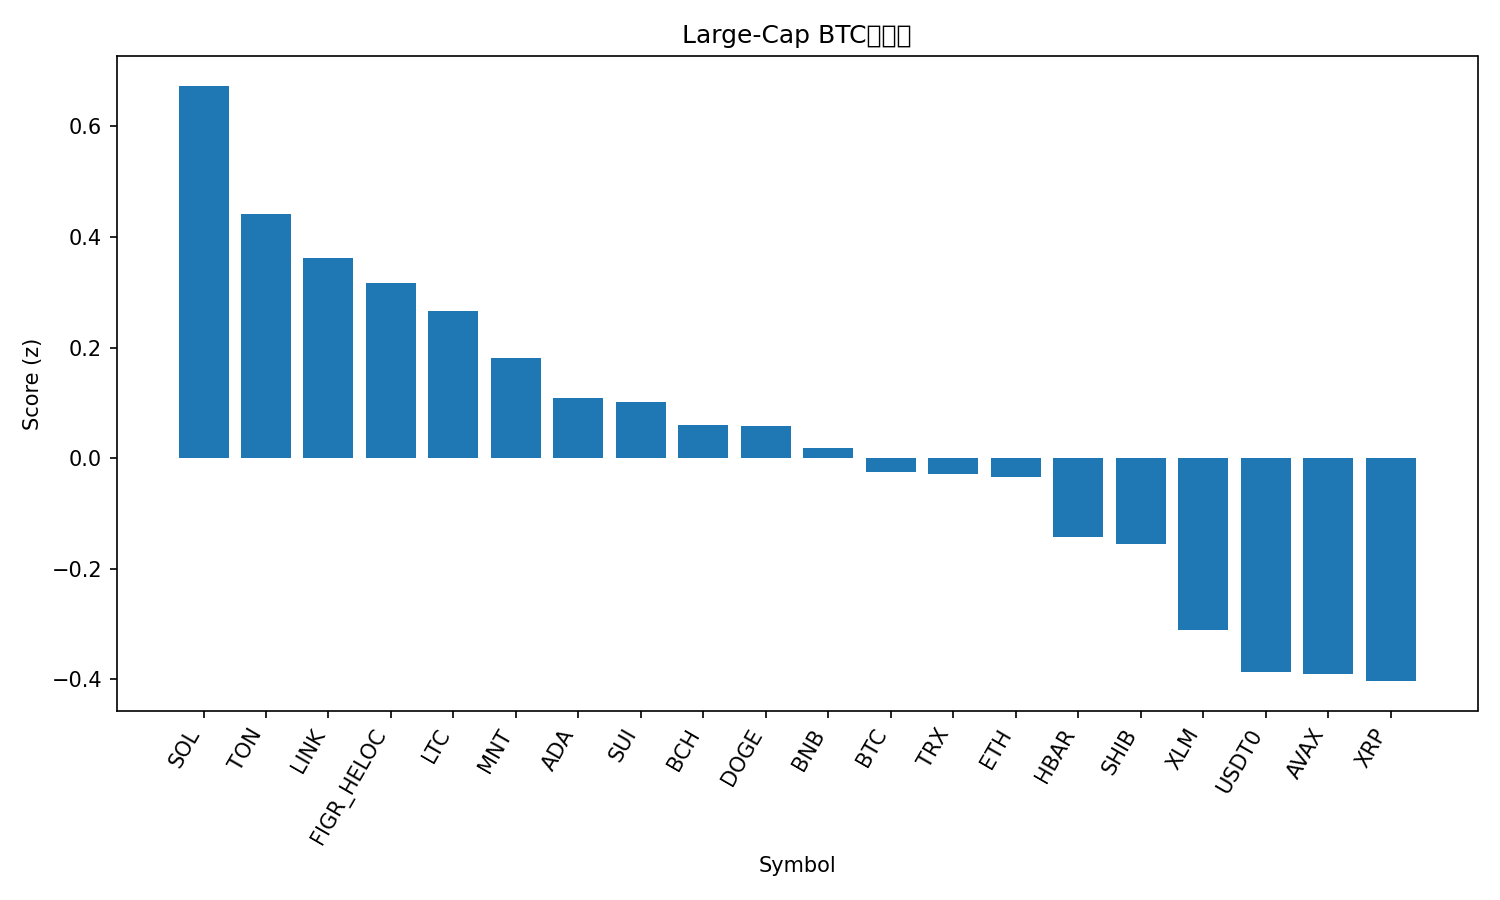 Large-Cap BTC
0.6
0.4
0.2
0.0
−0.2
−0.4
Score (z)
SOL
TON
LINK
FIGR_HELOC
LTC
MNT
ADA
SUI
BCH
DOGE
BNB
BTC
TRX
ETH
HBAR
SHIB
XLM
USDT0
AVAX
XRP
Symbol